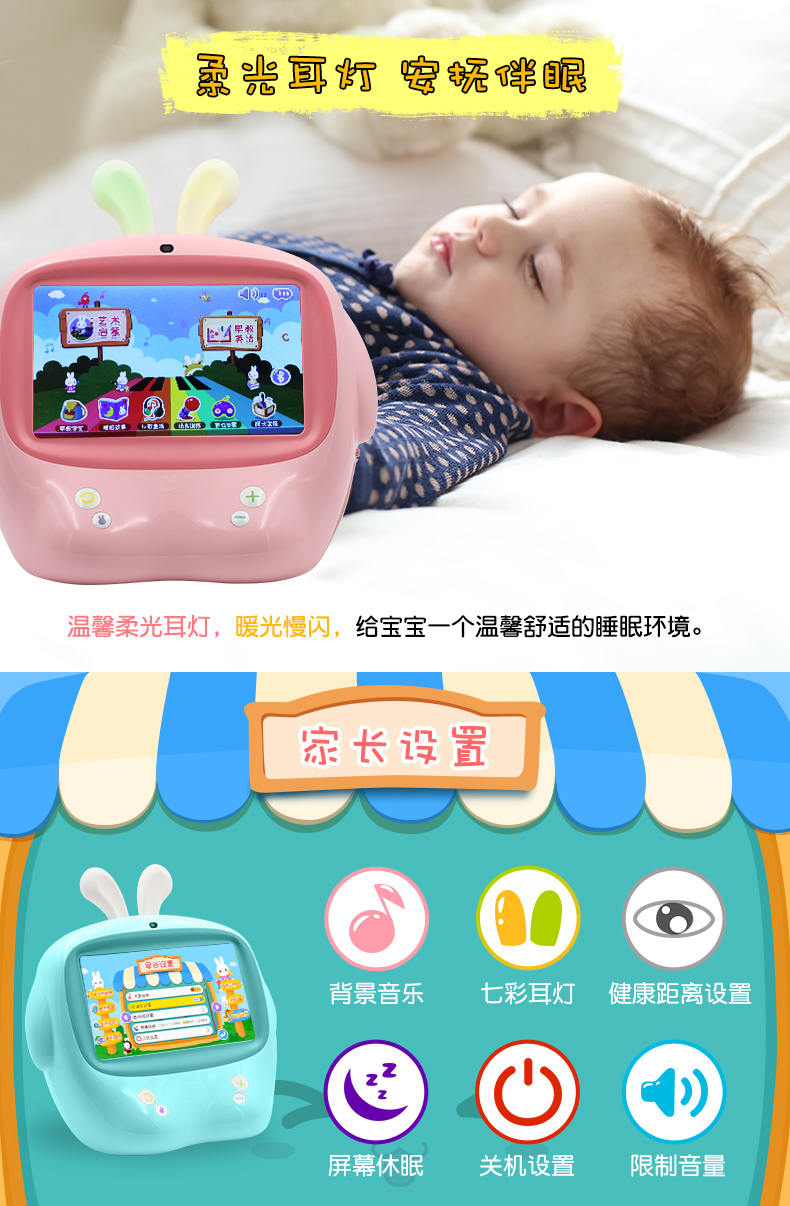 柔光耳灯 安抚伴眠
艺术
启蒙
早教
英语
温馨柔光耳灯，暖光慢闪，给宝宝一个温馨舒适的睡眠环境。
家长设置
家长设置
背景音乐
七彩耳灯
健康距离设置
屏幕休眠
关机设置
限制音量